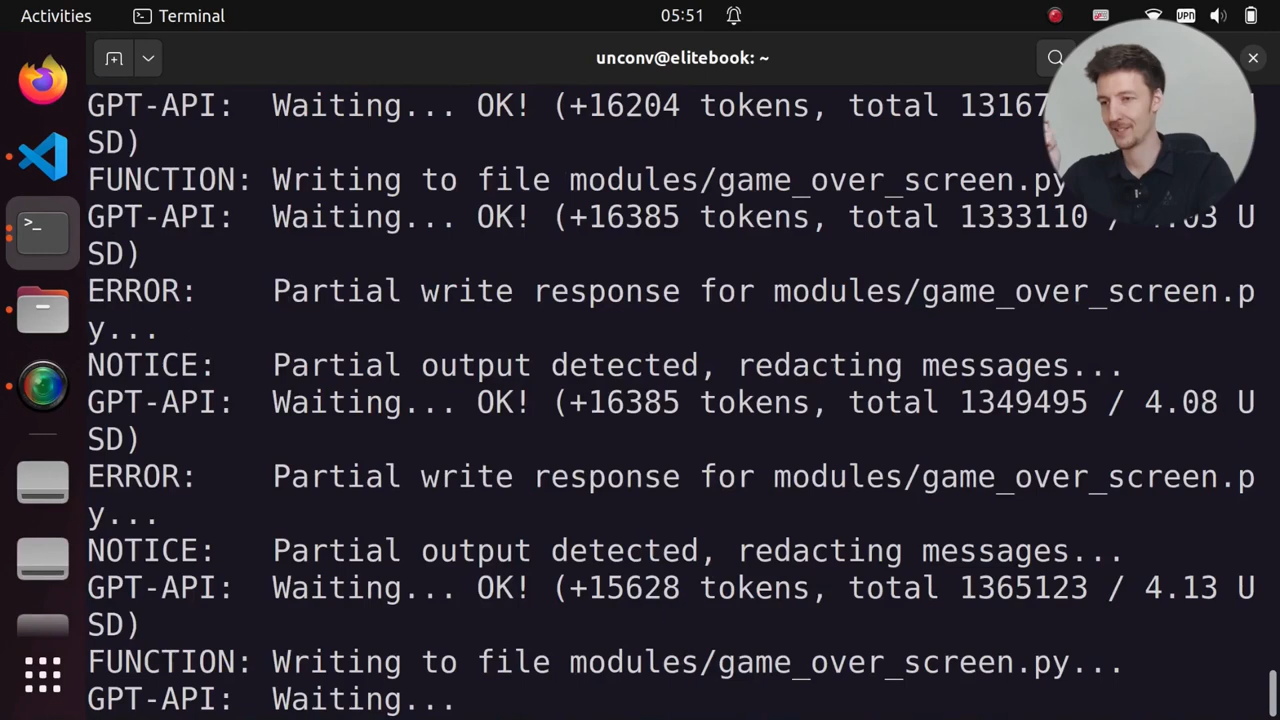 Activities
Terminal
05:51
VPN
unconv@elitebook: ~
GPT-API: Waiting... OK! (+16204 tokens, total 13167
SD)
FUNCTION: Writing to file modules/game_over_screen.py
GPT-API: Waiting... OK! (+16385 tokens, total 1333110 / .03 U
SD)
ERROR: Partial write response for modules/game_over_screen.p
y...
NOTICE: Partial output detected, redacting messages...
GPT-API: Waiting... OK! (+16385 tokens, total 1349495 / 4.08 U
SD)
ERROR: Partial write response for modules/game_over_screen.p
y...
NOTICE: Partial output detected, redacting messages...
GPT-API: Waiting... OK! (+15628 tokens, total 1365123 / 4.13 U
SD)
FUNCTION: Writing to file modules/game_over_screen.py...
GPT-API: Waiting...